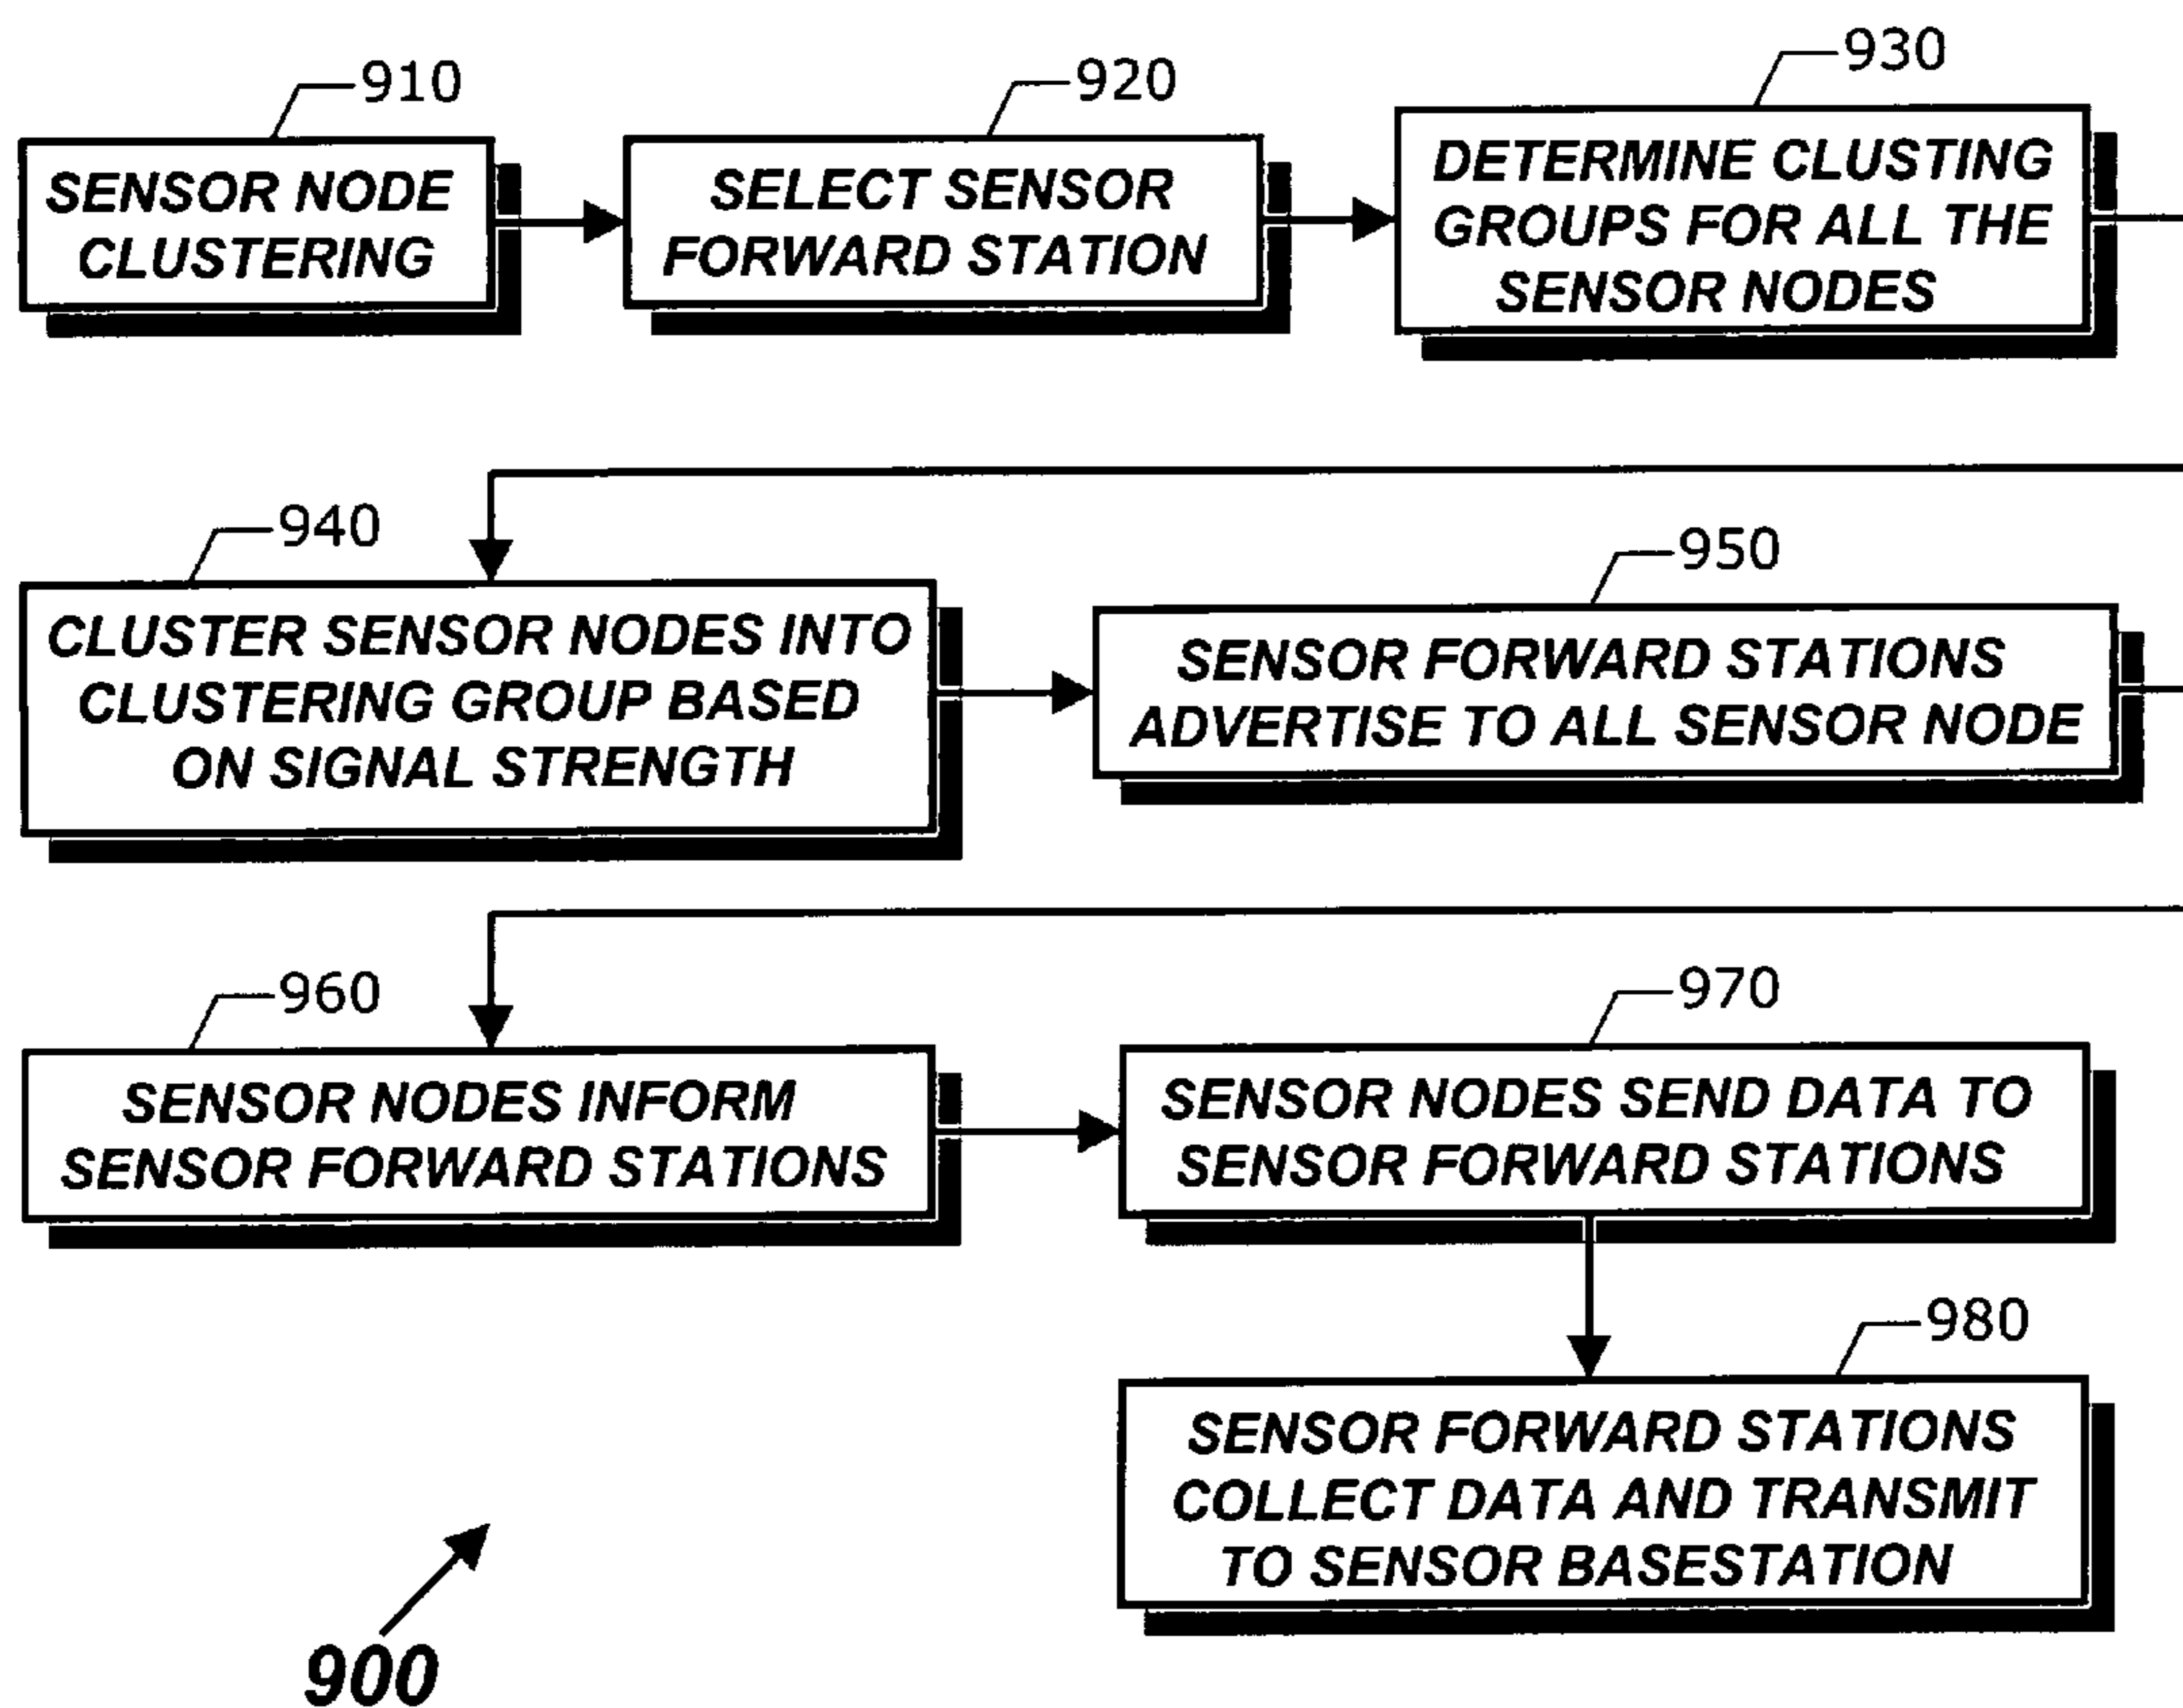 910
SENSOR NODE
CLUSTERING
920
SELECT SENSOR
FORWARD STATION
930
DETERMINE CLUSTING
GROUPS FOR ALL THE
SENSOR NODES
940
CLUSTER SENSOR NODES INTO
CLUSTERING GROUP BASED
ON SIGNAL STRENGTH
950
SENSOR FORWARD STATIONS
ADVERTISE TO ALL SENSOR NODE
960
SENSOR NODES INFORM
SENSOR FORWARD STATIONS
970
SENSOR NODES SEND DATA TO
SENSOR FORWARD STATIONS
980
SENSOR FORWARD STATIONS
COLLECT DATA AND TRANSMIT
TO SENSOR BASESTATION
900